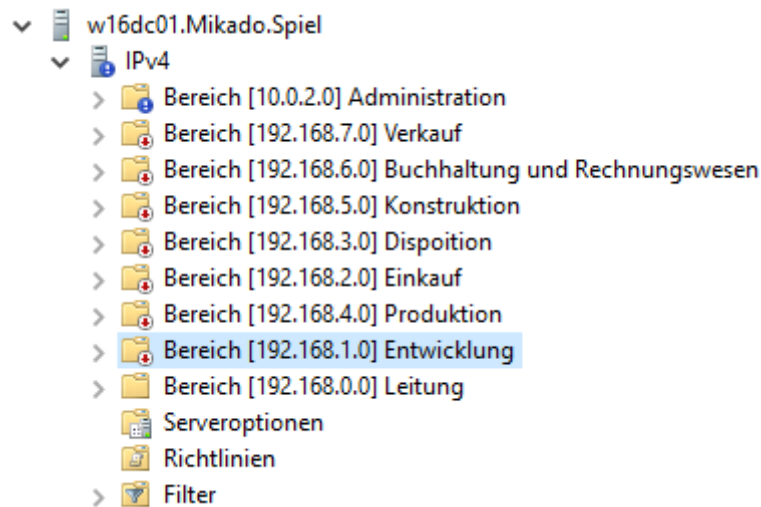 w16dc01.Mikado.Spiel
IPv4
Bereich [10.0.2.0] Administration
Bereich [192.168.7.0] Verkauf
Bereich [192.168.6.0] Buchhaltung und Rechnungswesen
Bereich [192.168.5.0] Konstruktion
Bereich [192.168.3.0] Dispoition
Bereich [192.168.2.0] Einkauf
Bereich [192.168.4.0] Produktion
Bereich [192.168.1.0] Entwicklung
Bereich [192.168.0.0] Leitung
Serveroptionen
Richtlinien
Filter